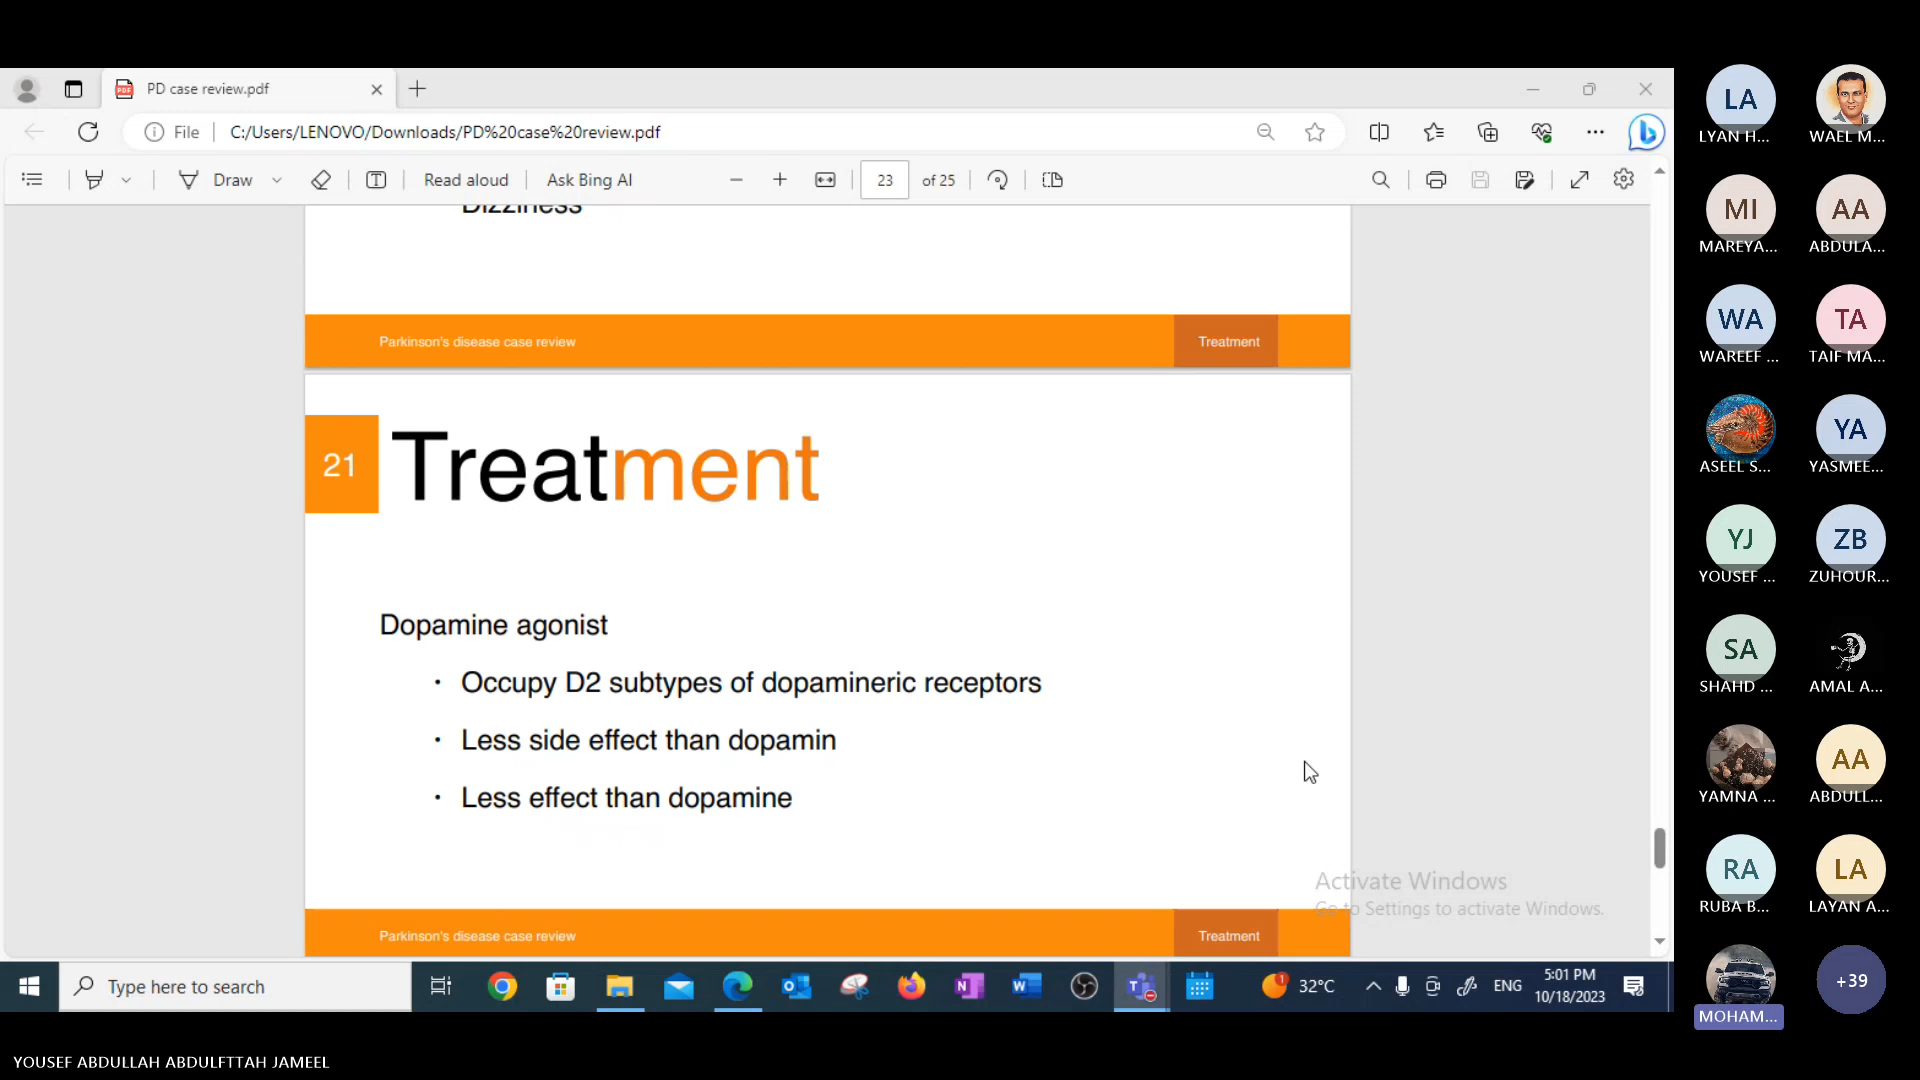 PD case review.pdf
File
C:/Users/LENOVO/Downloads/PD%20case%20review.pdf
Draw
Read aloud
Ask Bing AI
23
of 25
Dizziness
Parkinson's disease case review
Treatment
21
Treatment
Dopamine agonist
· Occupy D2 subtypes of dopamineric receptors
· Less side effect than dopamin
· Less effect than dopamine
Activate Windows
Go to Settings to activate Windows.
Parkinson's disease case review
Treatment
Type here to search
32°C
ENG
5:01 PM
10/18/2023
LA
LYAN H...
WAEL M...
MI
MAREYA...
AA
ABDULA...
WA
WAREEF ...
TA
TAIF MA...
ASEEL S...
YA
YASMEE...
YJ
YOUSEF ...
ZB
ZUHOUR...
SA
SHAHD ...
AMAL A...
YAMNA ...
AA
ABDULL...
RA
RUBA B...
LA
LAYAN A...
MOHAM...
+39
YOUSEF ABDULLAH ABDULFTTAH JAMEEL